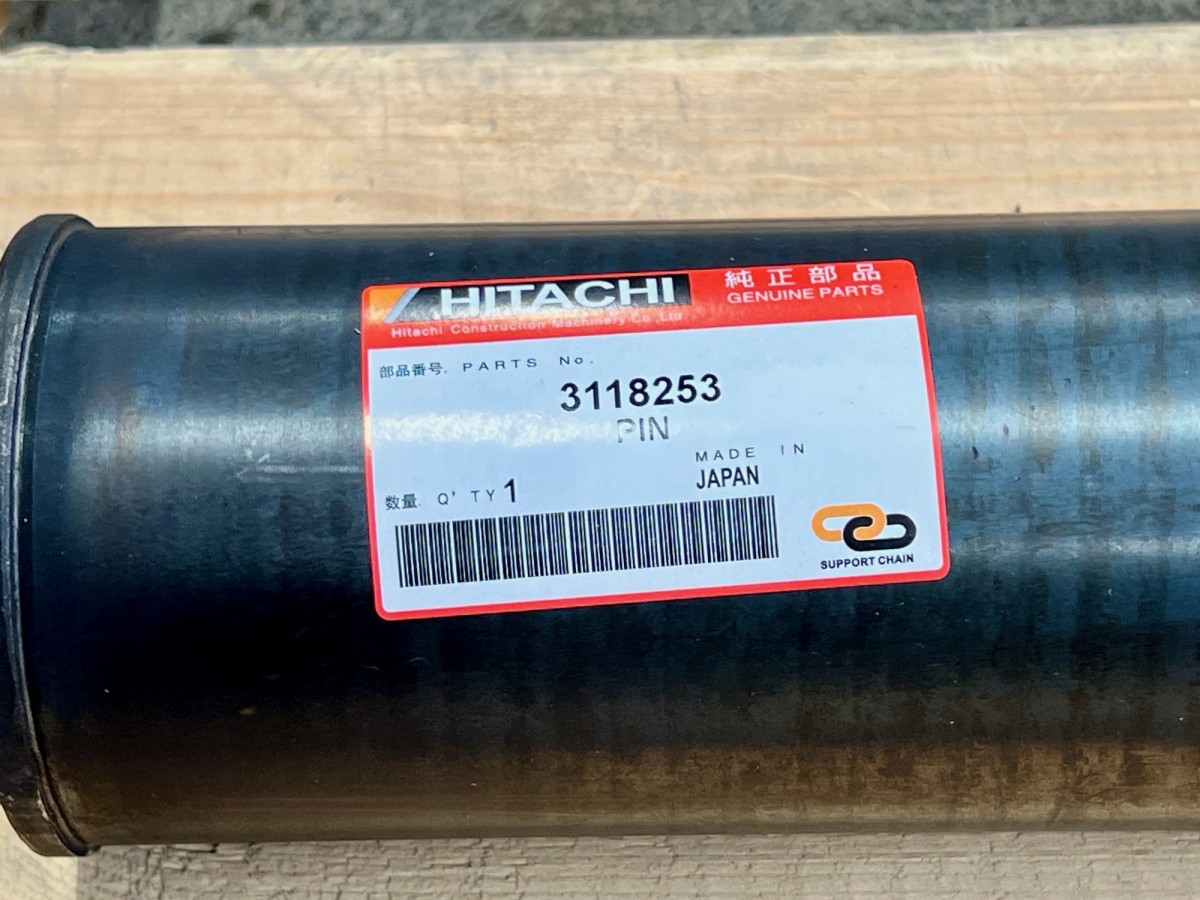 HITACHI
純正部品
GENUINE PARTS
Hitachi Construction Machinery Co.,Ltd.
部品番号. PARTS No.
3118253
PIN
MADE IN
JAPAN
数量. Q'TY 1
SUPPORT CHAIN